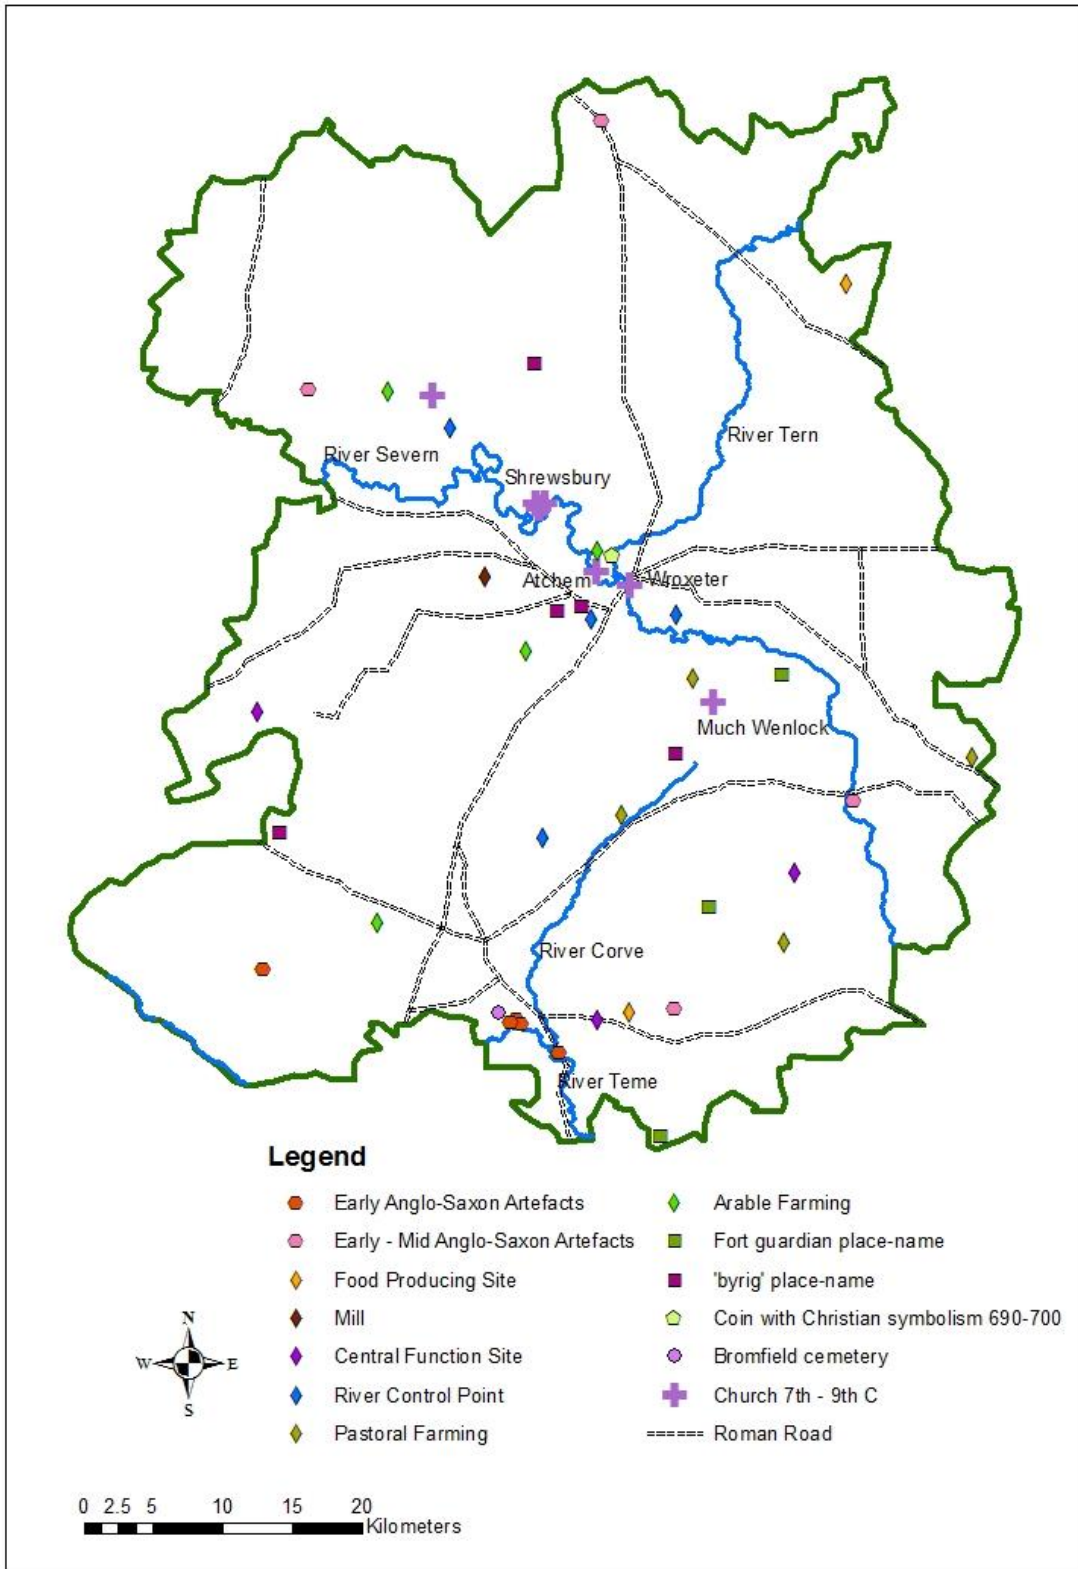 River Tern
River Severn
Shrewsbury
Atchem
Wroxeter
Much Wenlock
River Corve
River Teme
Legend
Early Anglo-Saxon Artefacts
Early - Mid Anglo-Saxon Artefacts
Food Producing Site
Mill
Central Function Site
River Control Point
Pastoral Farming
Arable Farming
Fort guardian place-name
'byrig' place-name
Coin with Christian symbolism 690-700
Bromfield cemetery
Church 7th - 9th C
Roman Road
N
W E
S
0 2.5 5 10 15 20
Kilometers